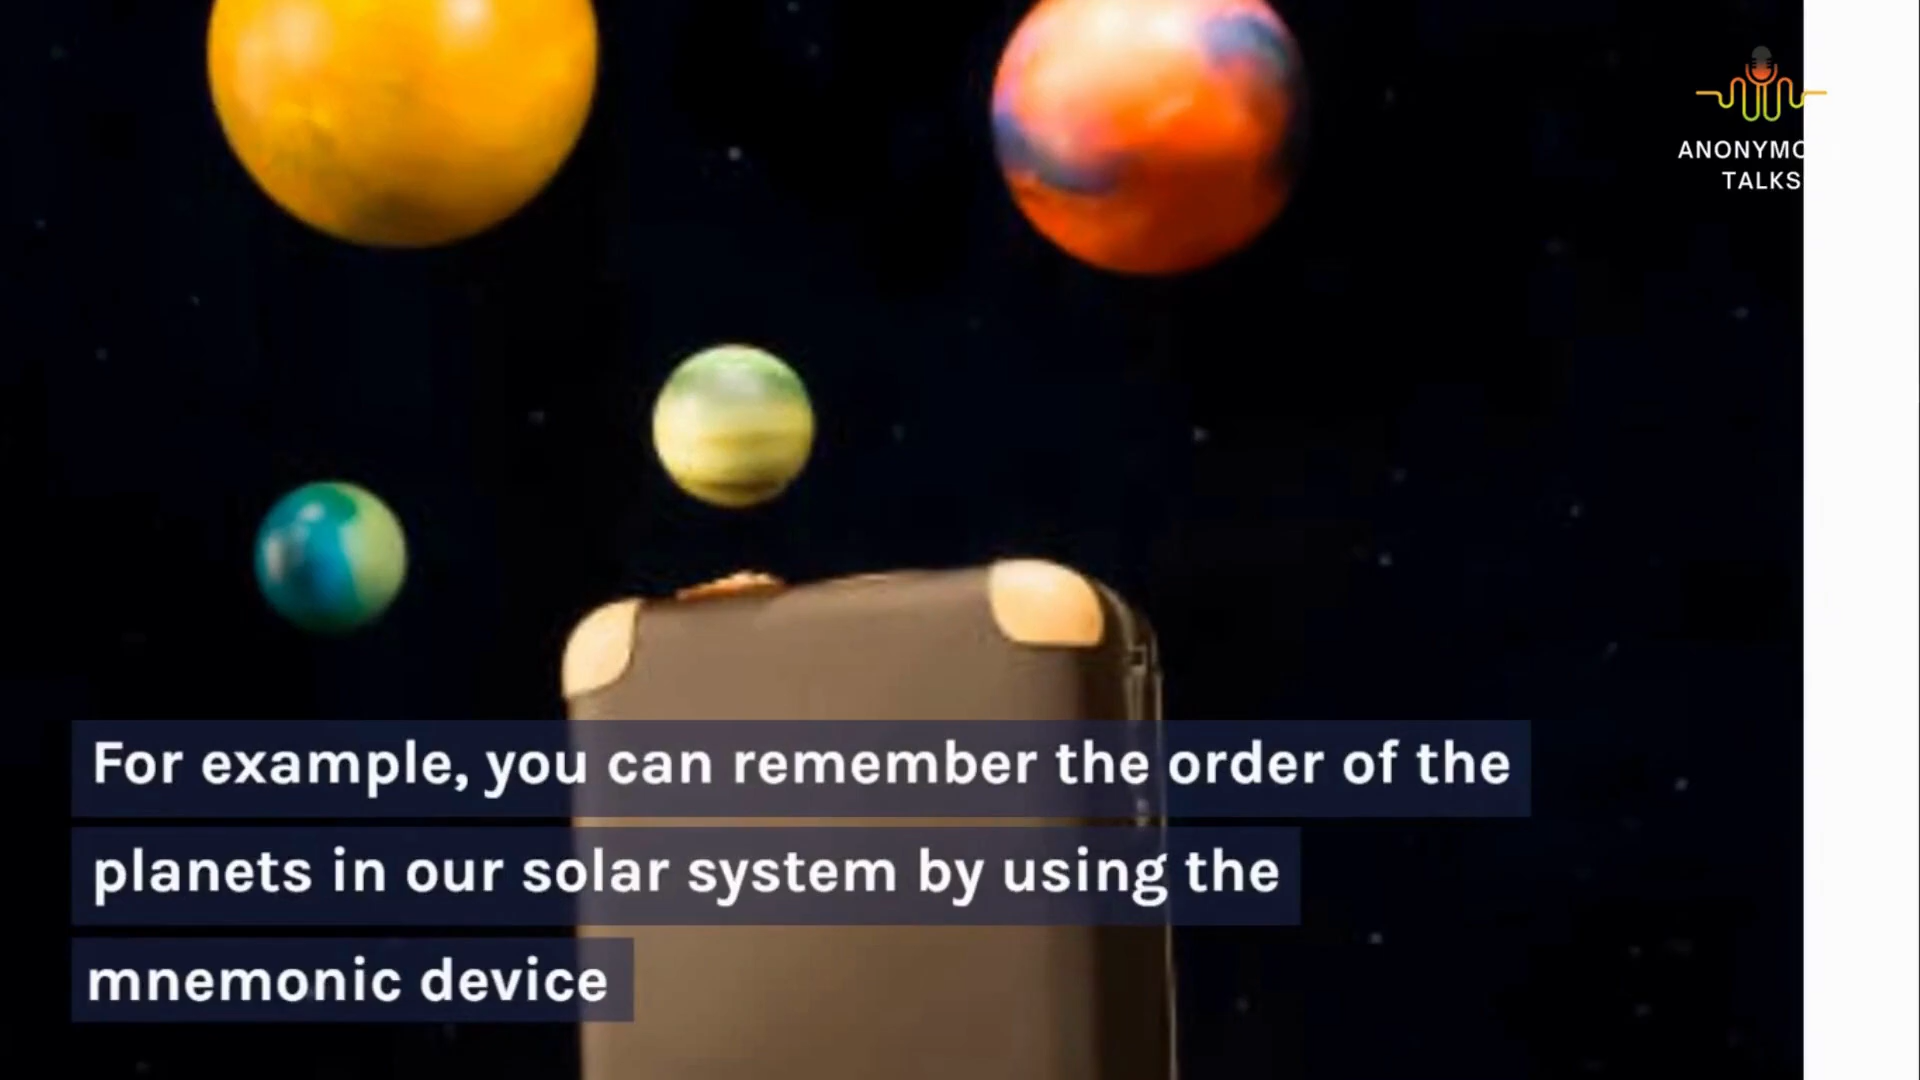 ANONYMO
TALKS
For example, you can remember the order of the
planets in our solar system by using the
mnemonic device